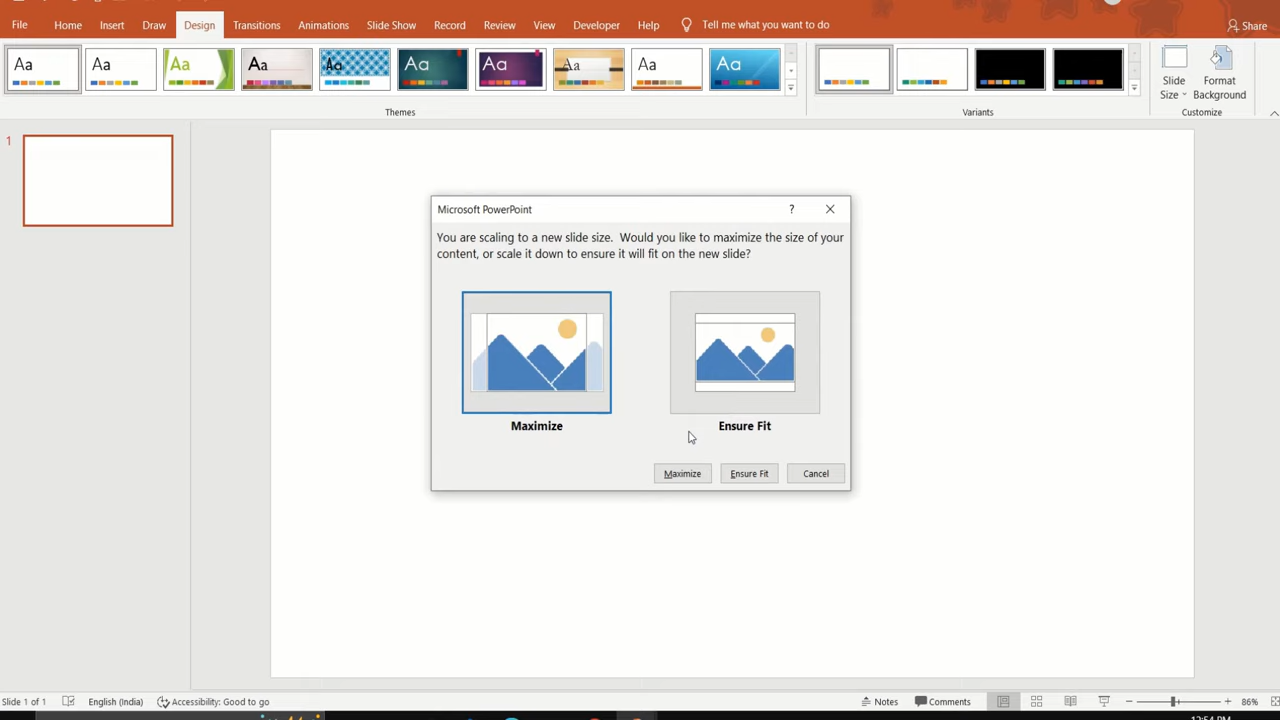 File Home Insert Draw Design Transitions Animations Slide Show Record Review View Developer Help Tell me what you want to do Share
Aa Aa Aa Aa Aa Aa Aa Aa Aa Aa
Slide Size Format Background
Themes Variants Customize
1
Microsoft PowerPoint ?
You are scaling to a new slide size. Would you like to maximize the size of your
content, or scale it down to ensure it will fit on the new slide?
Maximize Ensure Fit
Maximize Ensure Fit Cancel
Slide 1 of 1 English (India) Accessibility: Good to go Notes Comments 86%